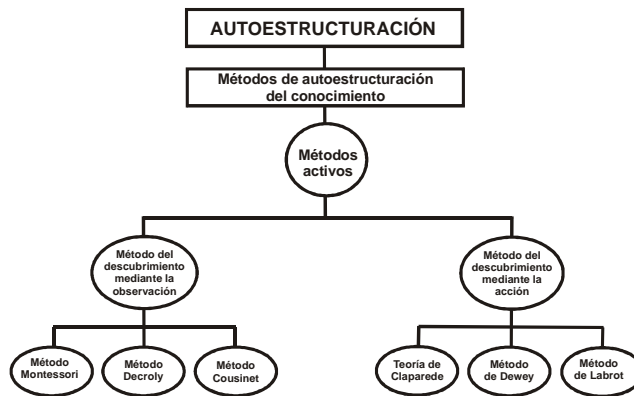 AUTOESTRUCTURACIÓN
Métodos de autoestructuración
del conocimiento
Métodos
activos
Método del
descubrimiento
mediante la
observación
Método del
descubrimiento
mediante la
acción
Método
Montessori
Método
Decroly
Método
Cousinet
Teoría de
Claparede
Método
de Dewey
Método
de Labrot